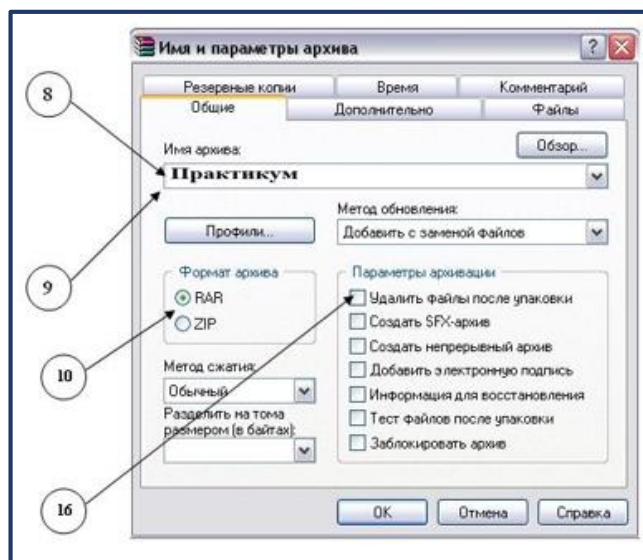 Имя и параметры архива
Резервные копии Время Комментарий
Общие Дополнительно Файлы
8
Имя архива: Обзор...
Практикум
9
Метод обновления:
Профили... Добавить с заменой файлов
Формат архива Параметры архивации
RAR Удалить файлы после упаковки
ZIP Создать SFX-архив
Создать непрерывный архив
10
Метод сжатия: Добавить электронную подпись
Обычный Информация для восстановления
Разделить на тома
размером (в байтах): Тест файлов после упаковки
Заблокировать архив
16
OK Отмена Справка